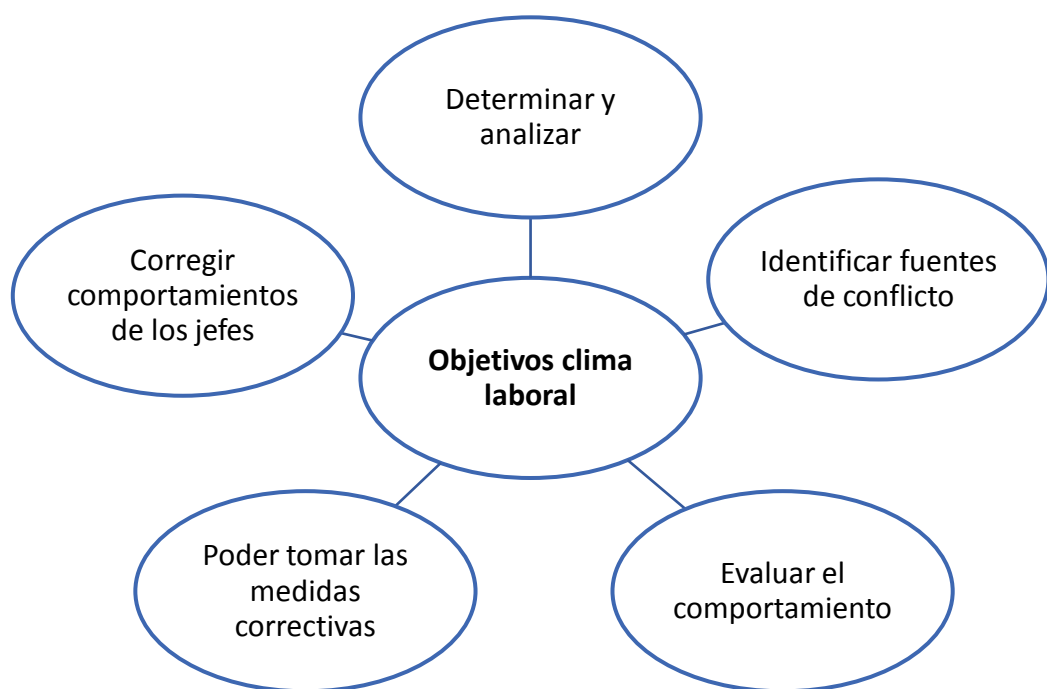 Determinar y
analizar
Identificar fuentes
de conflicto
Evaluar el
comportamiento
Poder tomar las
medidas
correctivas
Corregir
comportamientos
de los jefes
Objetivos clima
laboral